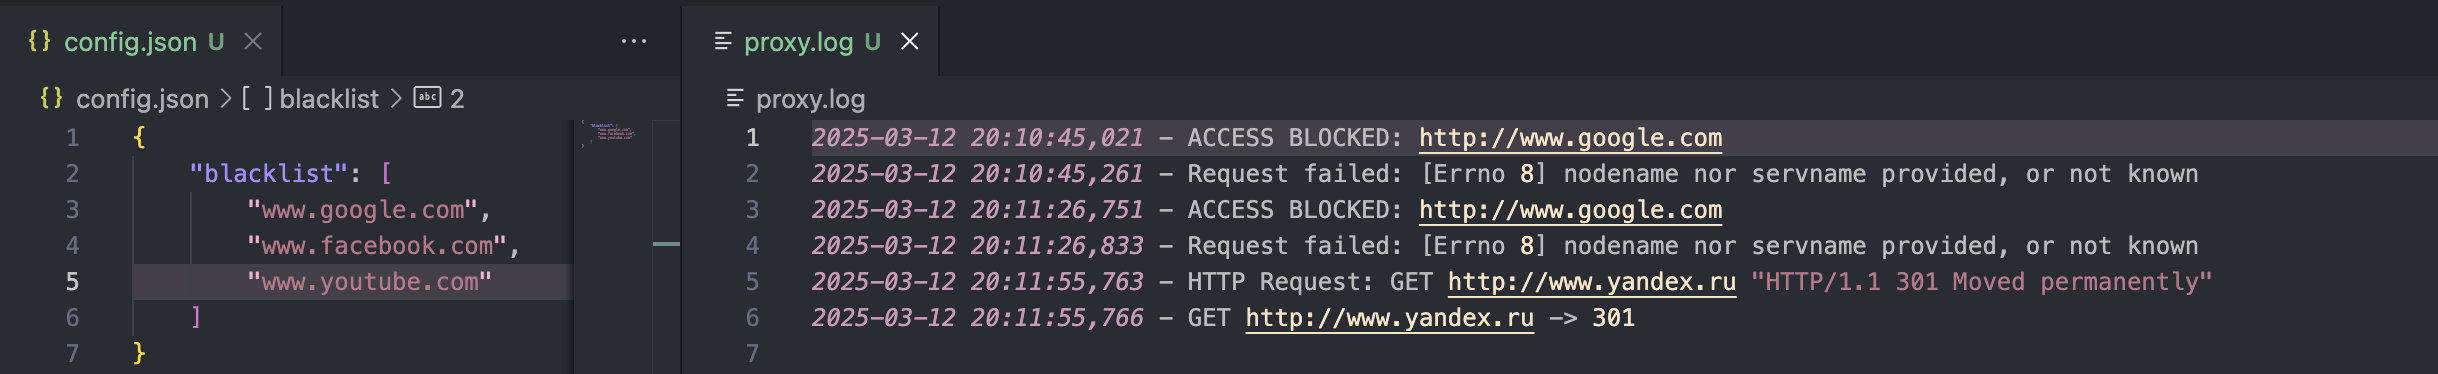 {} config.json U
...
{} config.json > [ ] blacklist > abc 2
1 {
2 "blacklist": [
3 "www.google.com",
4 "www.facebook.com",
5 "www.youtube.com"
6 ]
7 }
proxy.log U
proxy.log
1 2025-03-12 20:10:45,021 - ACCESS BLOCKED: http://www.google.com
2 2025-03-12 20:10:45,261 - Request failed: [Errno 8] nodename nor servname provided, or not known
3 2025-03-12 20:11:26,751 - ACCESS BLOCKED: http://www.google.com
4 2025-03-12 20:11:26,833 - Request failed: [Errno 8] nodename nor servname provided, or not known
5 2025-03-12 20:11:55,763 - HTTP Request: GET http://www.yandex.ru "HTTP/1.1 301 Moved permanently"
6 2025-03-12 20:11:55,766 - GET http://www.yandex.ru -> 301
7